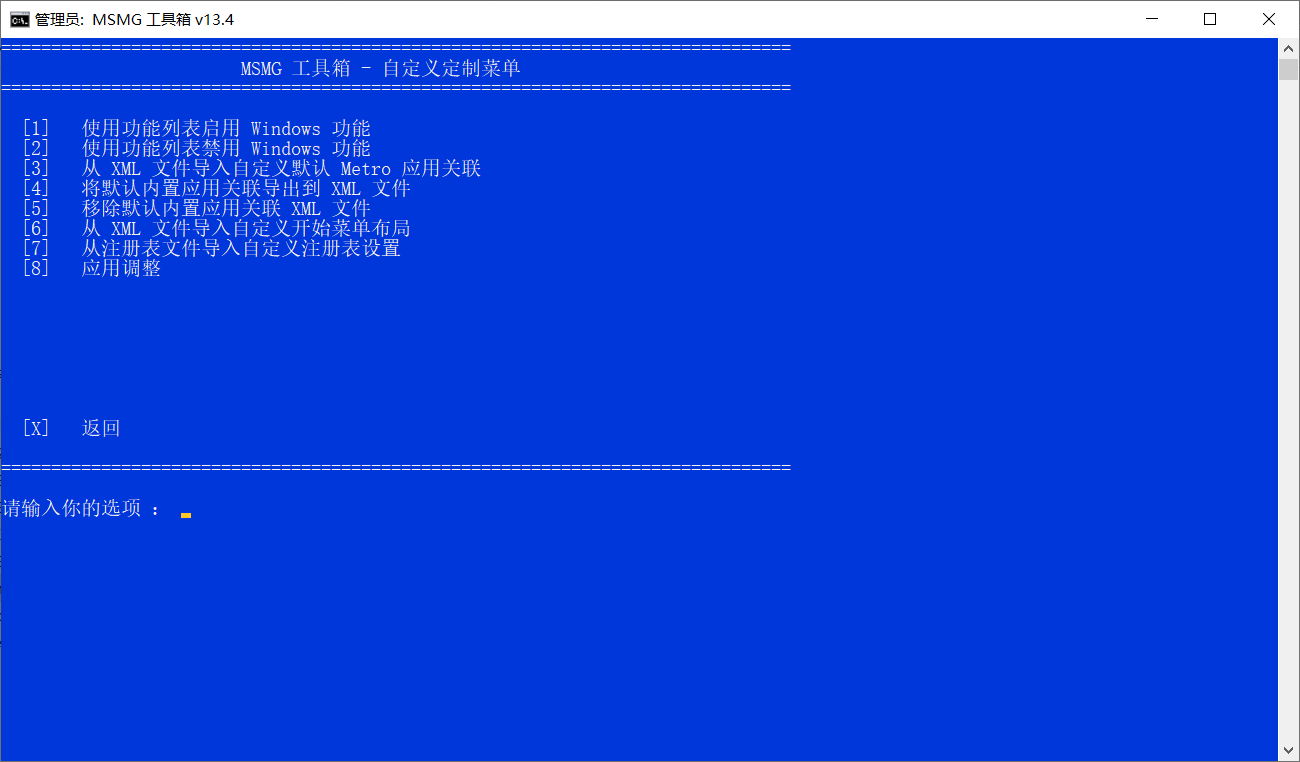 管理员: MSMG 工具箱 v13.4
===============================================================================
MSMG 工具箱 - 自定义定制菜单
===============================================================================
[1] 使用功能列表启用 Windows 功能
[2] 使用功能列表禁用 Windows 功能
[3] 从 XML 文件导入自定义默认 Metro 应用关联
[4] 将默认内置应用关联导出到 XML 文件
[5] 移除默认内置应用关联 XML 文件
[6] 从 XML 文件导入自定义开始菜单布局
[7] 从注册表文件导入自定义注册表设置
[8] 应用调整
[X] 返回
===============================================================================
请输入你的选项 :